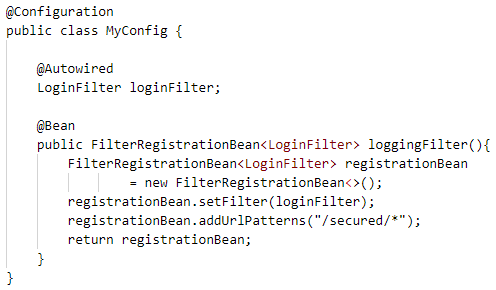 @Configuration
public class MyConfig {
@Autowired
LoginFilter loginFilter;
@Bean
public FilterRegistrationBean<LoginFilter> loggingFilter(){
FilterRegistrationBean<LoginFilter> registrationBean
= new FilterRegistrationBean<>();
registrationBean.setFilter(loginFilter);
registrationBean.addUrlPatterns("/secured/*");
return registrationBean;
}
}